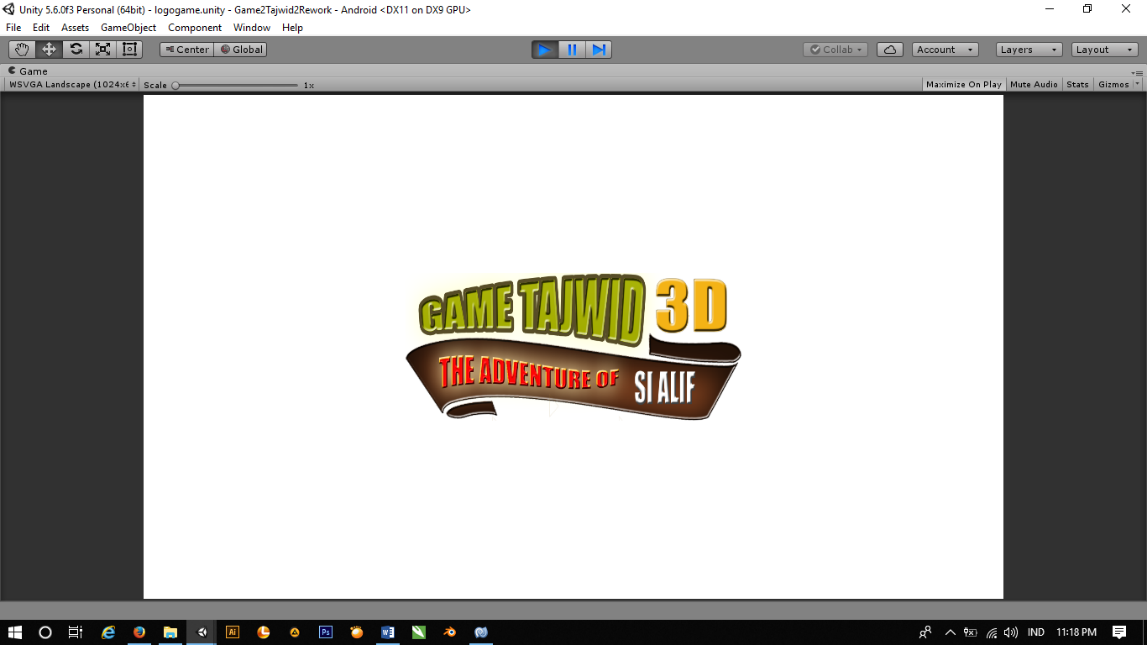 Unity 5.6.0f3 Personal (64bit) - logogame.unity - Game2Tajwid2Rework - Android <DX11 on DX9 GPU>
File Edit Assets GameObject Component Window Help
Center Global Collab Account Layers Layout
Game
WSVGA Landscape (1024x6 Scale 1x Maximize On Play Mute Audio Stats Gizmos
GAME TAJWID 3D
THE ADVENTURE OF SI ALIF
Ai Ps IND 11:18 PM